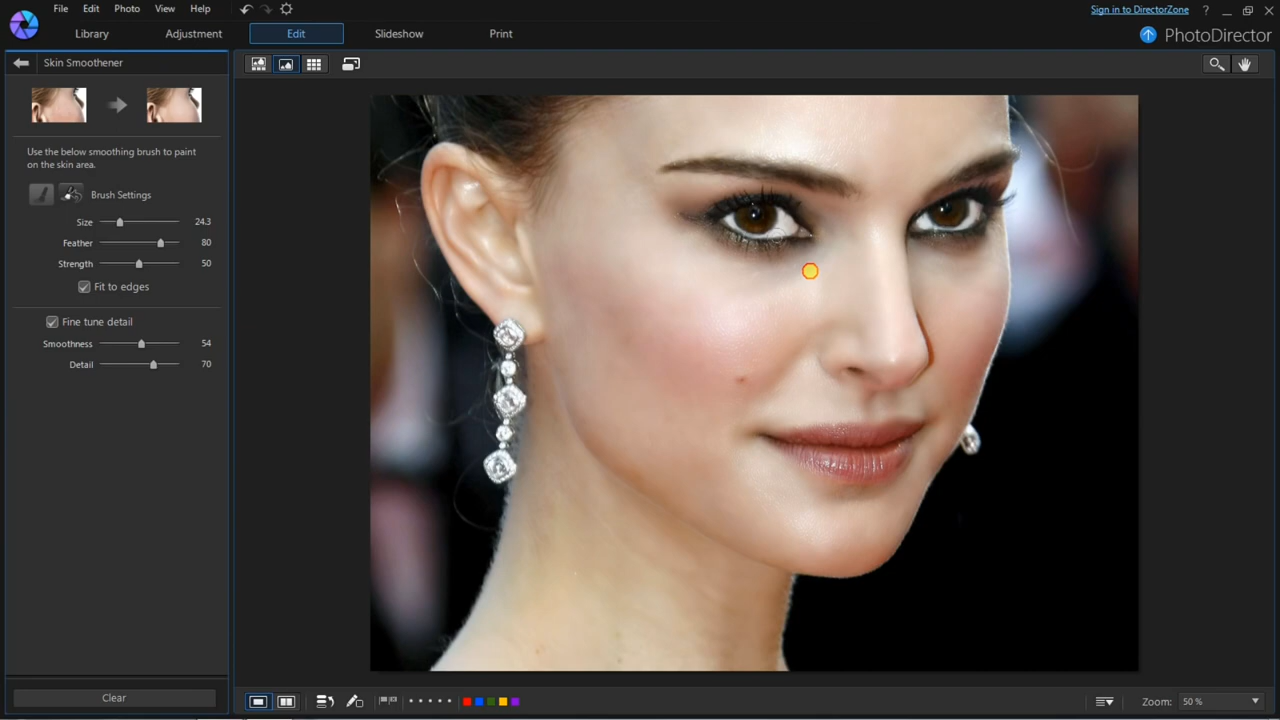 File Edit Photo View Help
Sign in to DirectorZone ?
Library Adjustment Edit Slideshow Print
PhotoDirector
Skin Smoothener
Use the below smoothing brush to paint
on the skin area.
Brush Settings
Size 24.3
Feather 80
Strength 50
Fit to edges
Fine tune detail
Smoothness 54
Detail 70
Clear
Zoom: 50 %